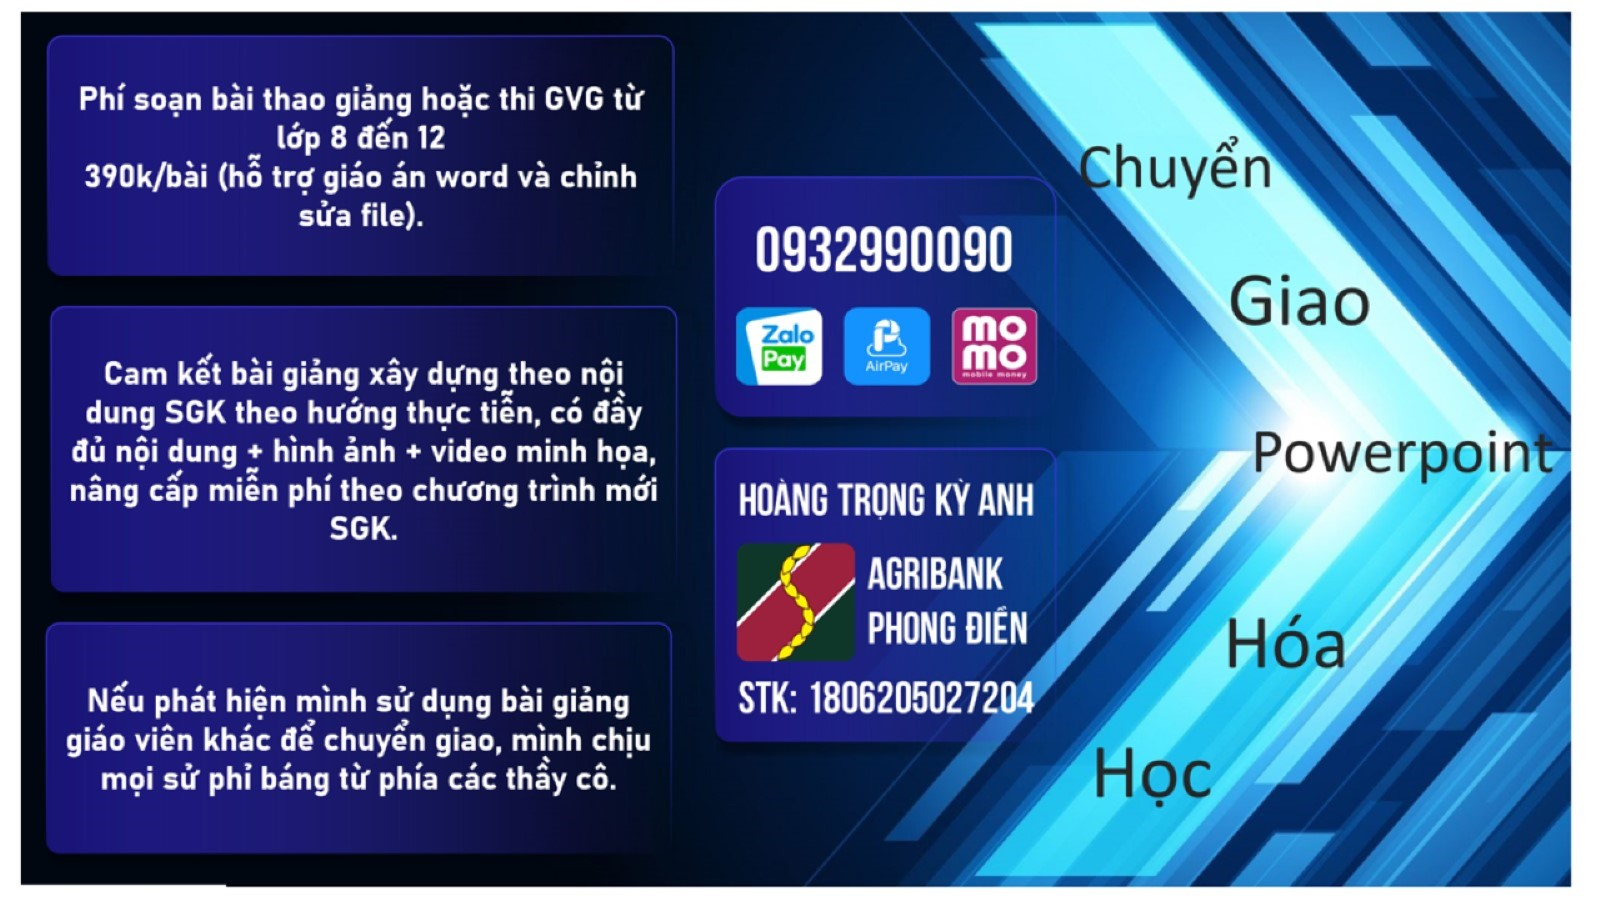 Phí soạn bài thao giảng hoặc thi GVG từ
lớp 8 đến 12
390k/bài (hỗ trợ giáo án word và chỉnh
sửa file).
Cam kết bài giảng xây dựng theo nội
dung SGK theo hướng thực tiễn, có đầy
đủ nội dung + hình ảnh + video minh họa,
nâng cấp miễn phí theo chương trình mới
SGK.
Nếu phát hiện mình sử dụng bài giảng
giáo viên khác để chuyển giao, mình chịu
mọi sử phỉ báng từ phía các thầy cô.
0932990090
Zalo
Pay
AirPay
mo
mo
mobile money
HOÀNG TRỌNG KỲ ANH
AGRIBANK
PHONG ĐIỀN
STK: 1806205027204
Chuyển
Giao
Powerpoint
Hóa
Học